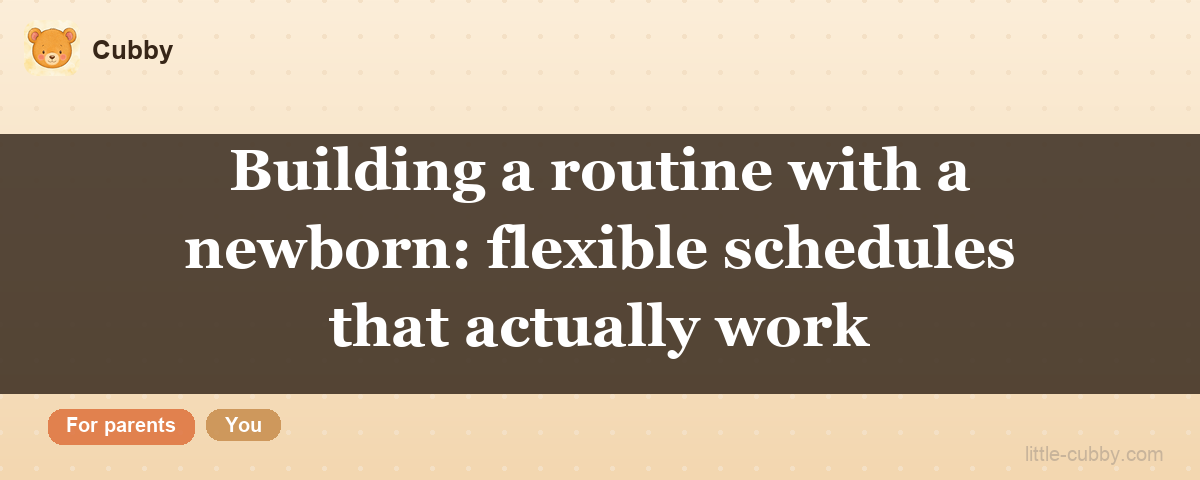 Cubby
Building a routine with a
newborn: flexible schedules
that actually work
For parents
You
little-cubby.com